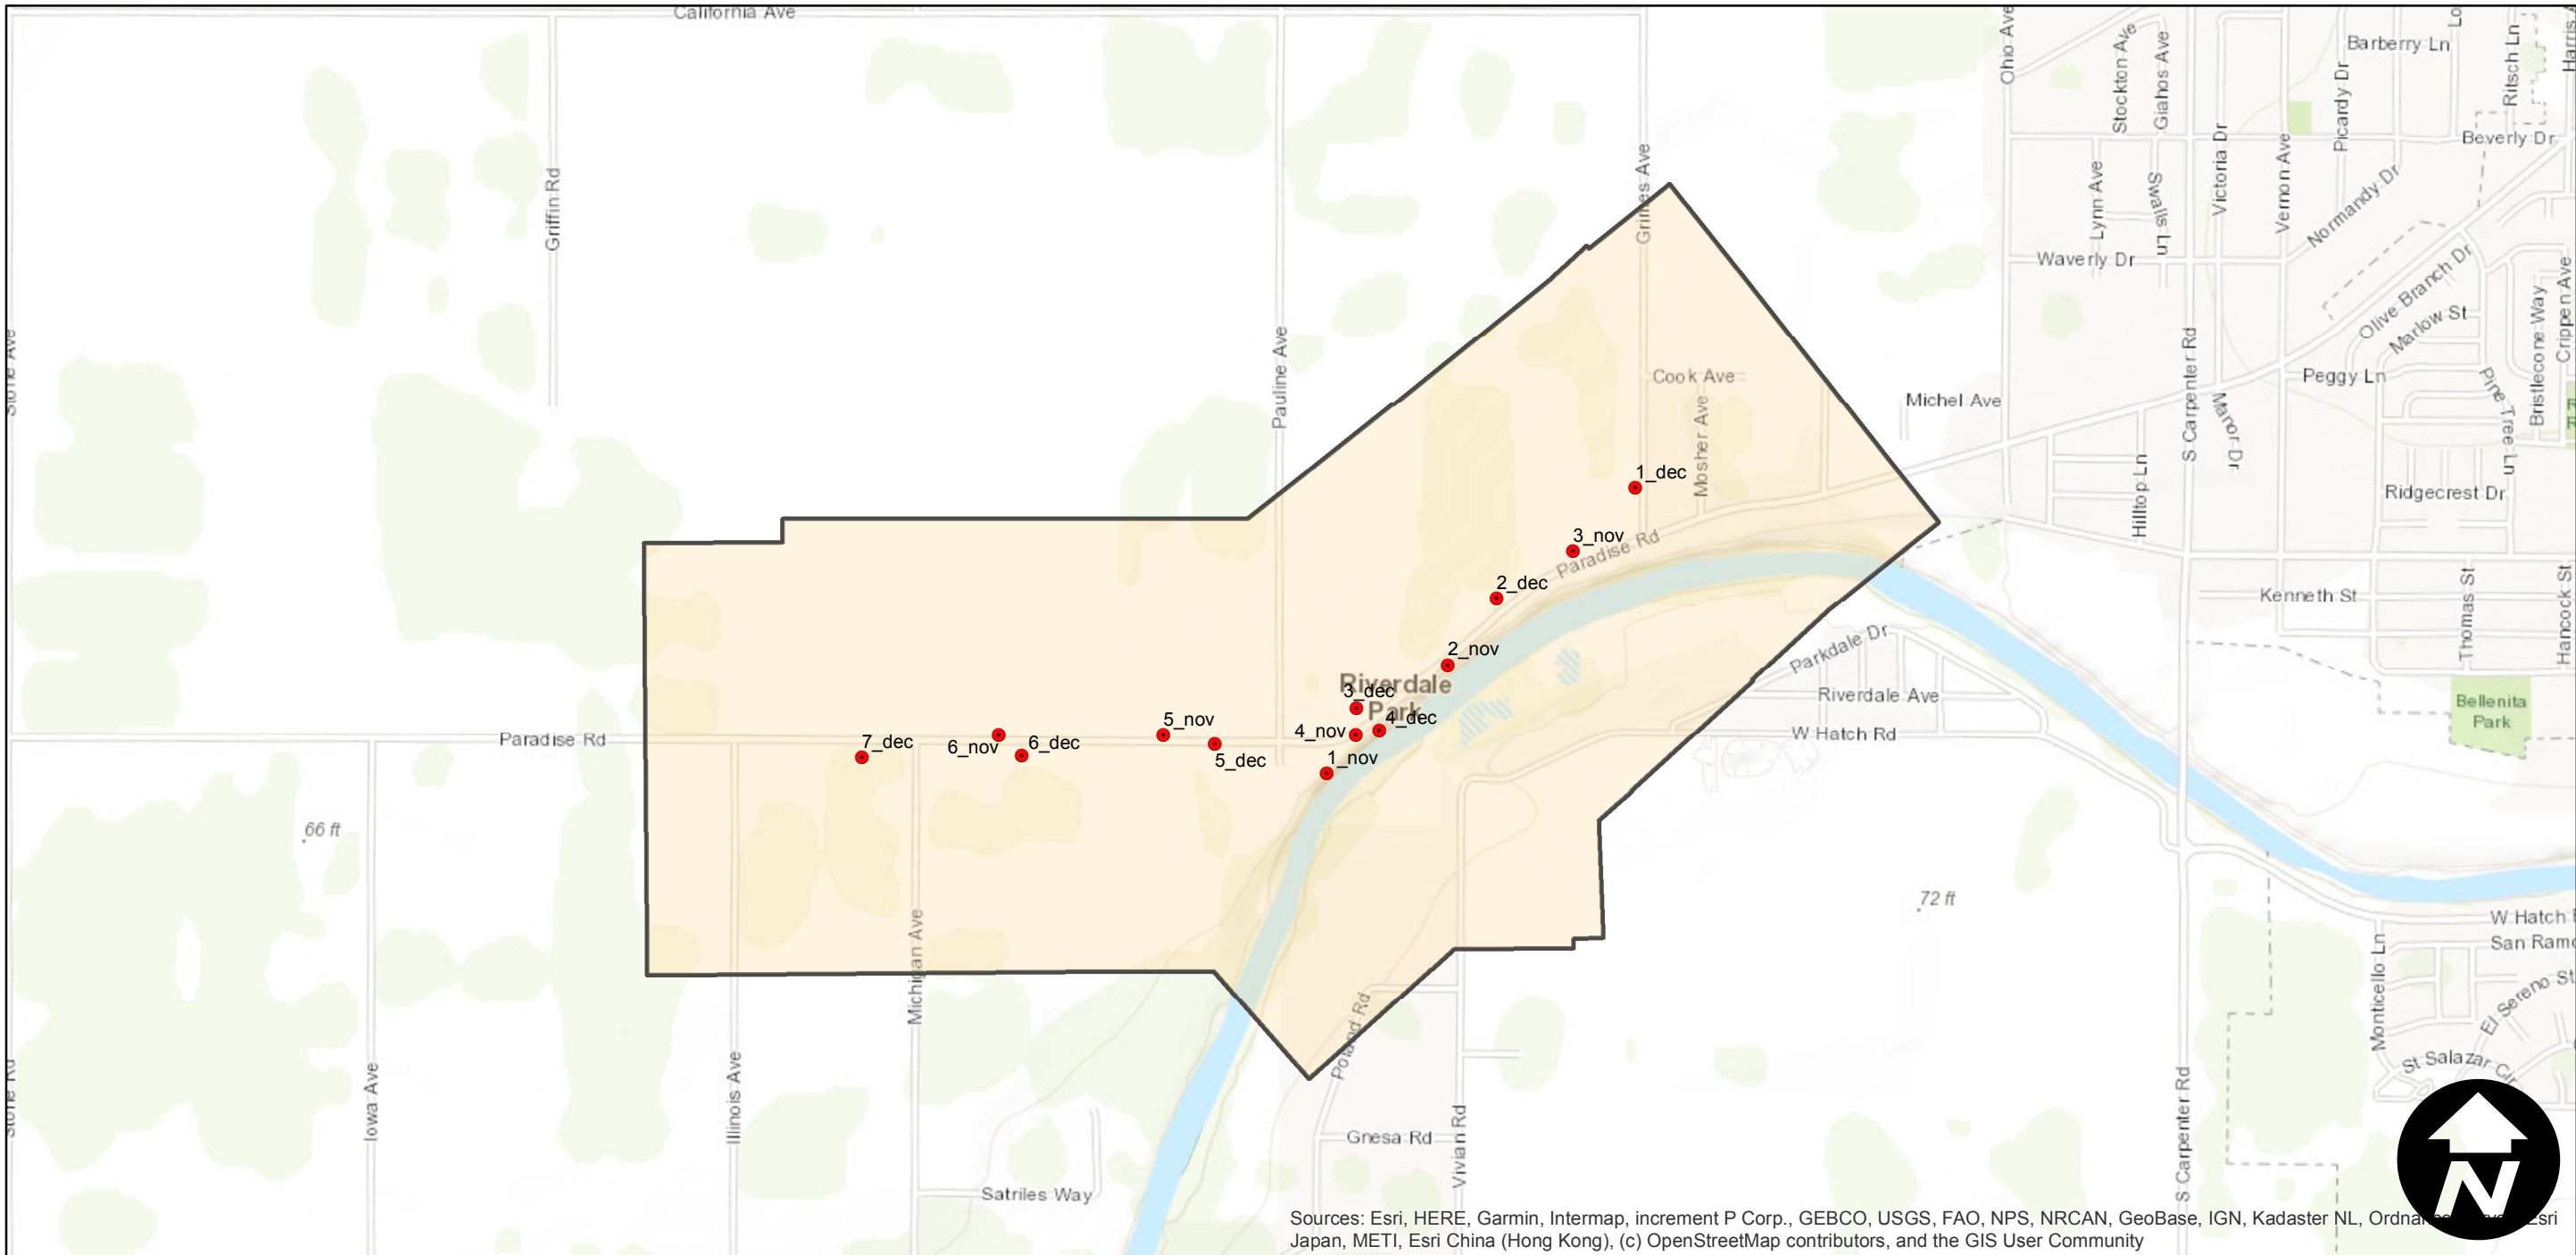 California Ave
Griffin Rd
Pauline Ave
Grimes Ave
Ohio Ave
Stockton Ave
Giahos Ave
Lynn Ave
Swalls Ln
Victoria Dr
Vernon Ave
Picardy Dr
Barberry Ln
Ritsch Ln
Beverly Dr
Normandy Dr
Waverly Dr
Olive Branch Dr
Marlow St
Bristlecone Way
Crippen Ave
Peggy Ln
Pine Tree Ln
Michel Ave
S Carpenter Rd
Manor Dr
Hilltop Ln
Ridgecrest Dr
Cook Ave
Mosher Ave
1_dec
3_nov
Paradise Rd
2_dec
2_nov
Riverdale
Park
3_dec
4_dec
4_nov
1_nov
5_nov
5_dec
6_nov
6_dec
7_dec
Paradise Rd
Kenneth St
Thomas St
Hancock St
Parkdale Dr
Riverdale Ave
W Hatch Rd
Bellenita
Park
66 ft
72 ft
W Hatch
Monticello Ln
El Sereno St
St Salazar Cir
S Carpenter Rd
Iowa Ave
Illinois Ave
Michigan Ave
Satriles Way
Poland Rd
Gnesa Rd
Vivian Rd
N
Sources: Esri, HERE, Garmin, Intermap, increment P Corp., GEBCO, USGS, FAO, NPS, NRCAN, GeoBase, IGN, Kadaster NL, Esri
Japan, METI, Esri China (Hong Kong), (c) OpenStreetMap contributors, and the GIS User Community